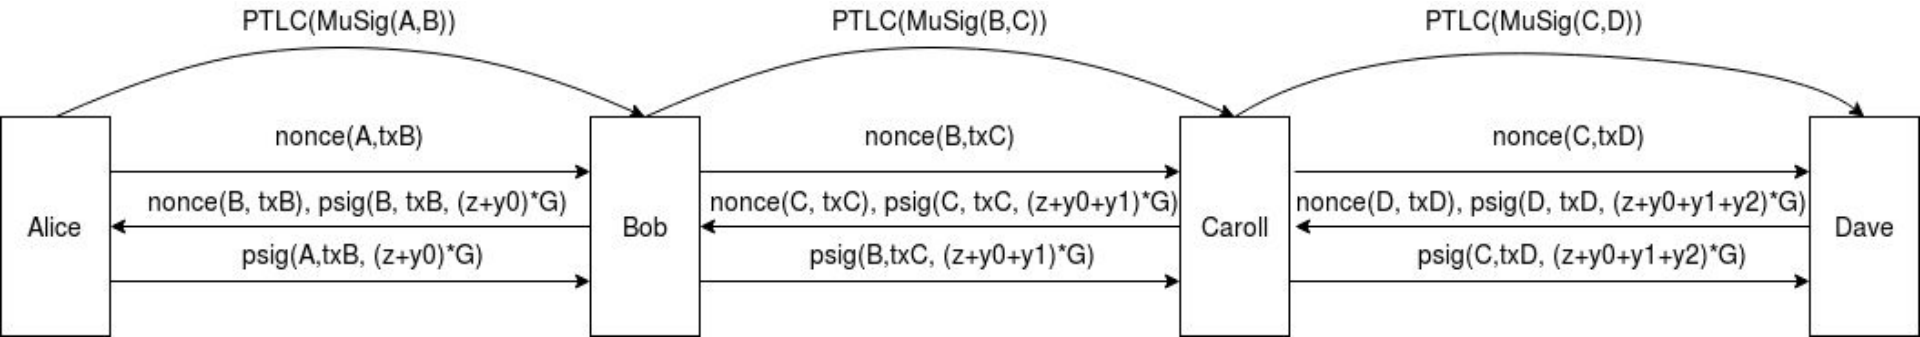 PTLC(MuSig(A,B))
PTLC(MuSig(B,C))
PTLC(MuSig(C,D))
nonce(A,txB)
nonce(B,txC)
nonce(C,txD)
nonce(B, txB), psig(B, txB, (z+y0)*G)
nonce(C, txC), psig(C, txC, (z+y0+y1)*G)
nonce(D, txD), psig(D, txD, (z+y0+y1+y2)*G)
Alice
Bob
Caroll
Dave
psig(A,txB, (z+y0)*G)
psig(B,txC, (z+y0+y1)*G)
psig(C,txD, (z+y0+y1+y2)*G)